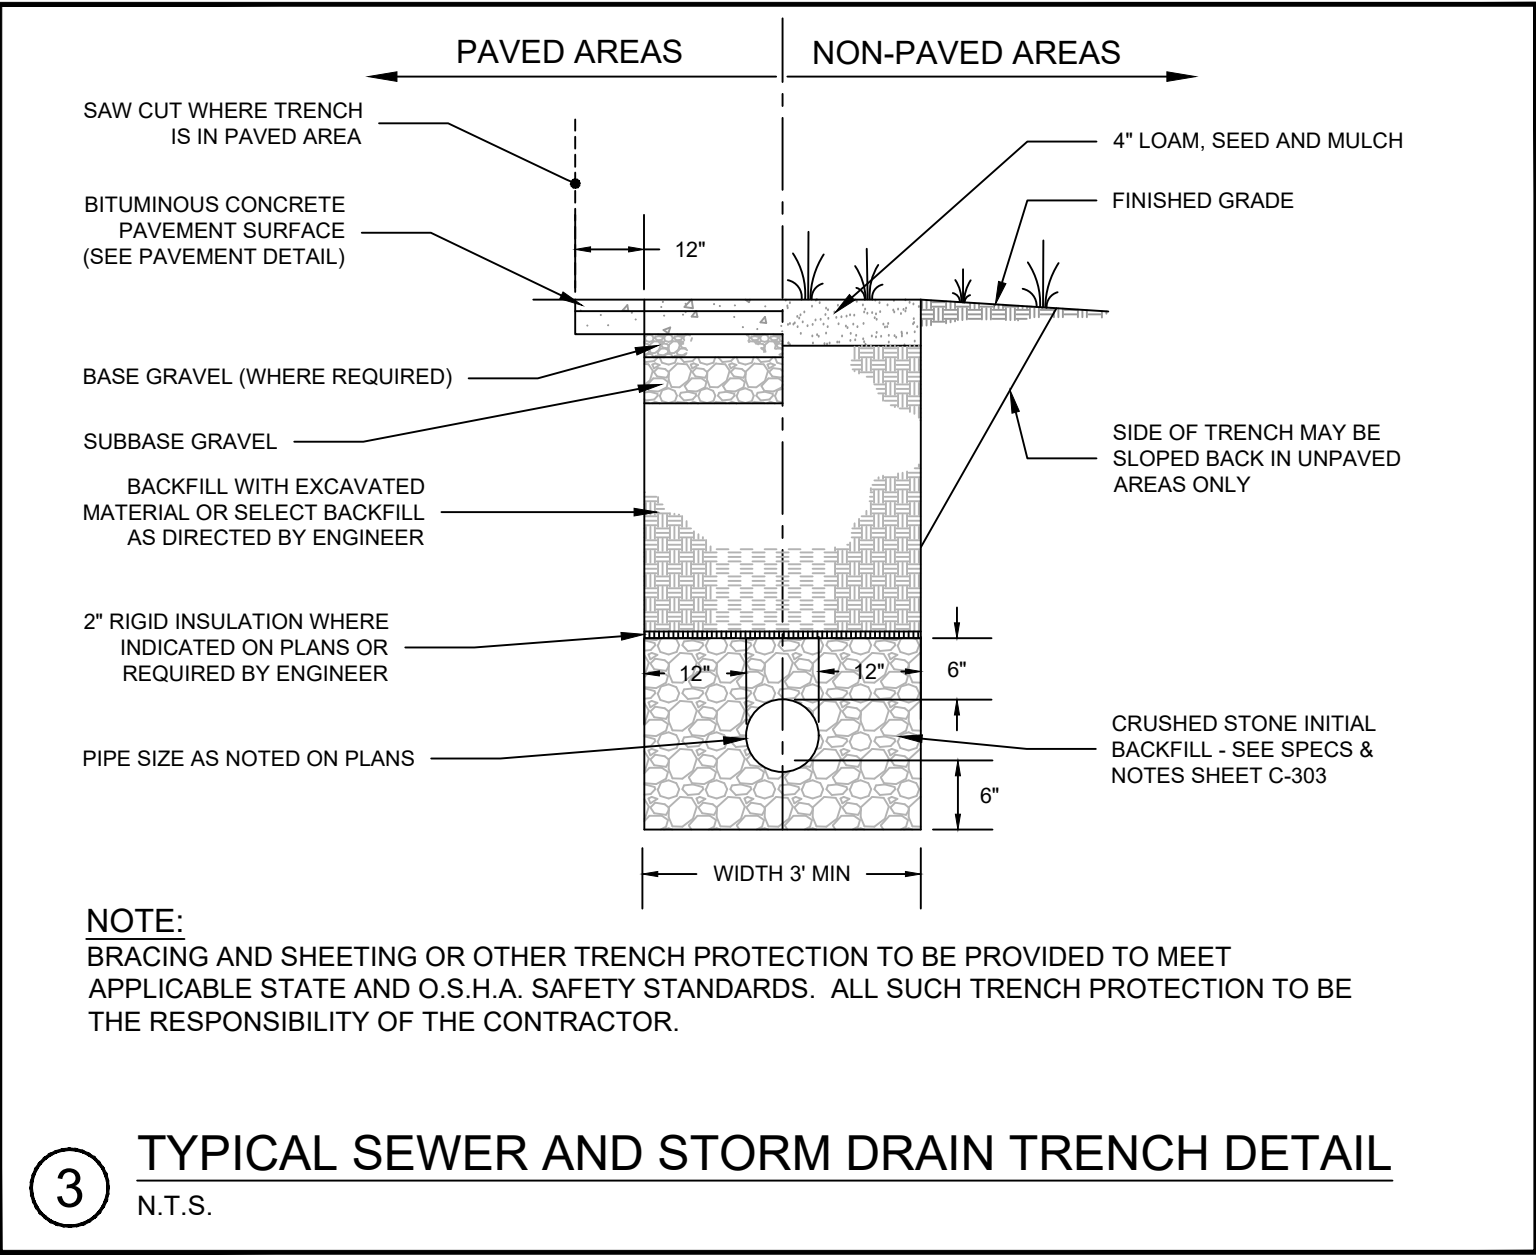 PAVED AREAS
NON-PAVED AREAS
SAW CUT WHERE TRENCH
IS IN PAVED AREA
BITUMINOUS CONCRETE
PAVEMENT SURFACE
(SEE PAVEMENT DETAIL)
12"
4" LOAM, SEED AND MULCH
FINISHED GRADE
BASE GRAVEL (WHERE REQUIRED)
SUBBASE GRAVEL
BACKFILL WITH EXCAVATED
MATERIAL OR SELECT BACKFILL
AS DIRECTED BY ENGINEER
SIDE OF TRENCH MAY BE
SLOPED BACK IN UNPAVED
AREAS ONLY
2" RIGID INSULATION WHERE
INDICATED ON PLANS OR
REQUIRED BY ENGINEER
12"
12"
6"
PIPE SIZE AS NOTED ON PLANS
CRUSHED STONE INITIAL
BACKFILL - SEE SPECS &
NOTES SHEET C-303
6"
WIDTH 3' MIN
NOTE:
BRACING AND SHEETING OR OTHER TRENCH PROTECTION TO BE PROVIDED TO MEET
APPLICABLE STATE AND O.S.H.A. SAFETY STANDARDS.  ALL SUCH TRENCH PROTECTION TO BE
THE RESPONSIBILITY OF THE CONTRACTOR.
3
TYPICAL SEWER AND STORM DRAIN TRENCH DETAIL
N.T.S.